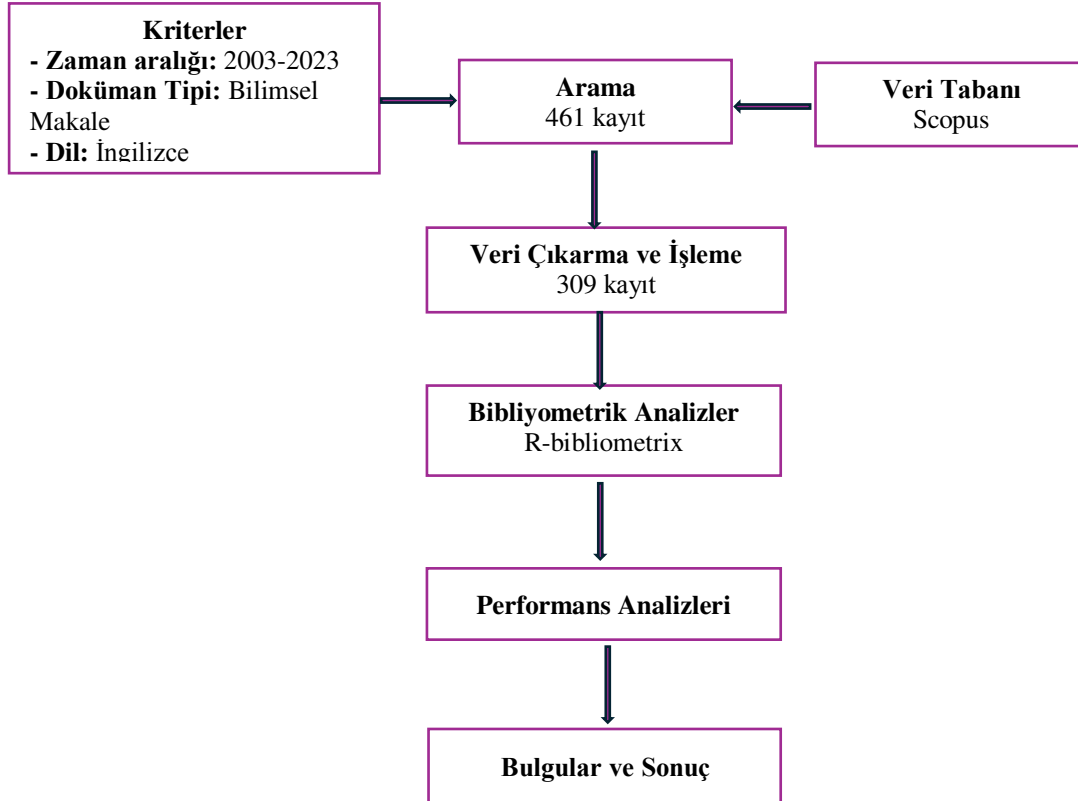 Kriterler
- Zaman aralığı: 2003-2023
- Doküman Tipi: Bilimsel
Makale
- Dil: İngilizce
Arama
461 kayıt
Veri Tabanı
Scopus
Veri Çıkarma ve İşleme
309 kayıt
Bibliyometrik Analizler
R-bibliometrix
Performans Analizleri
Bulgular ve Sonuç